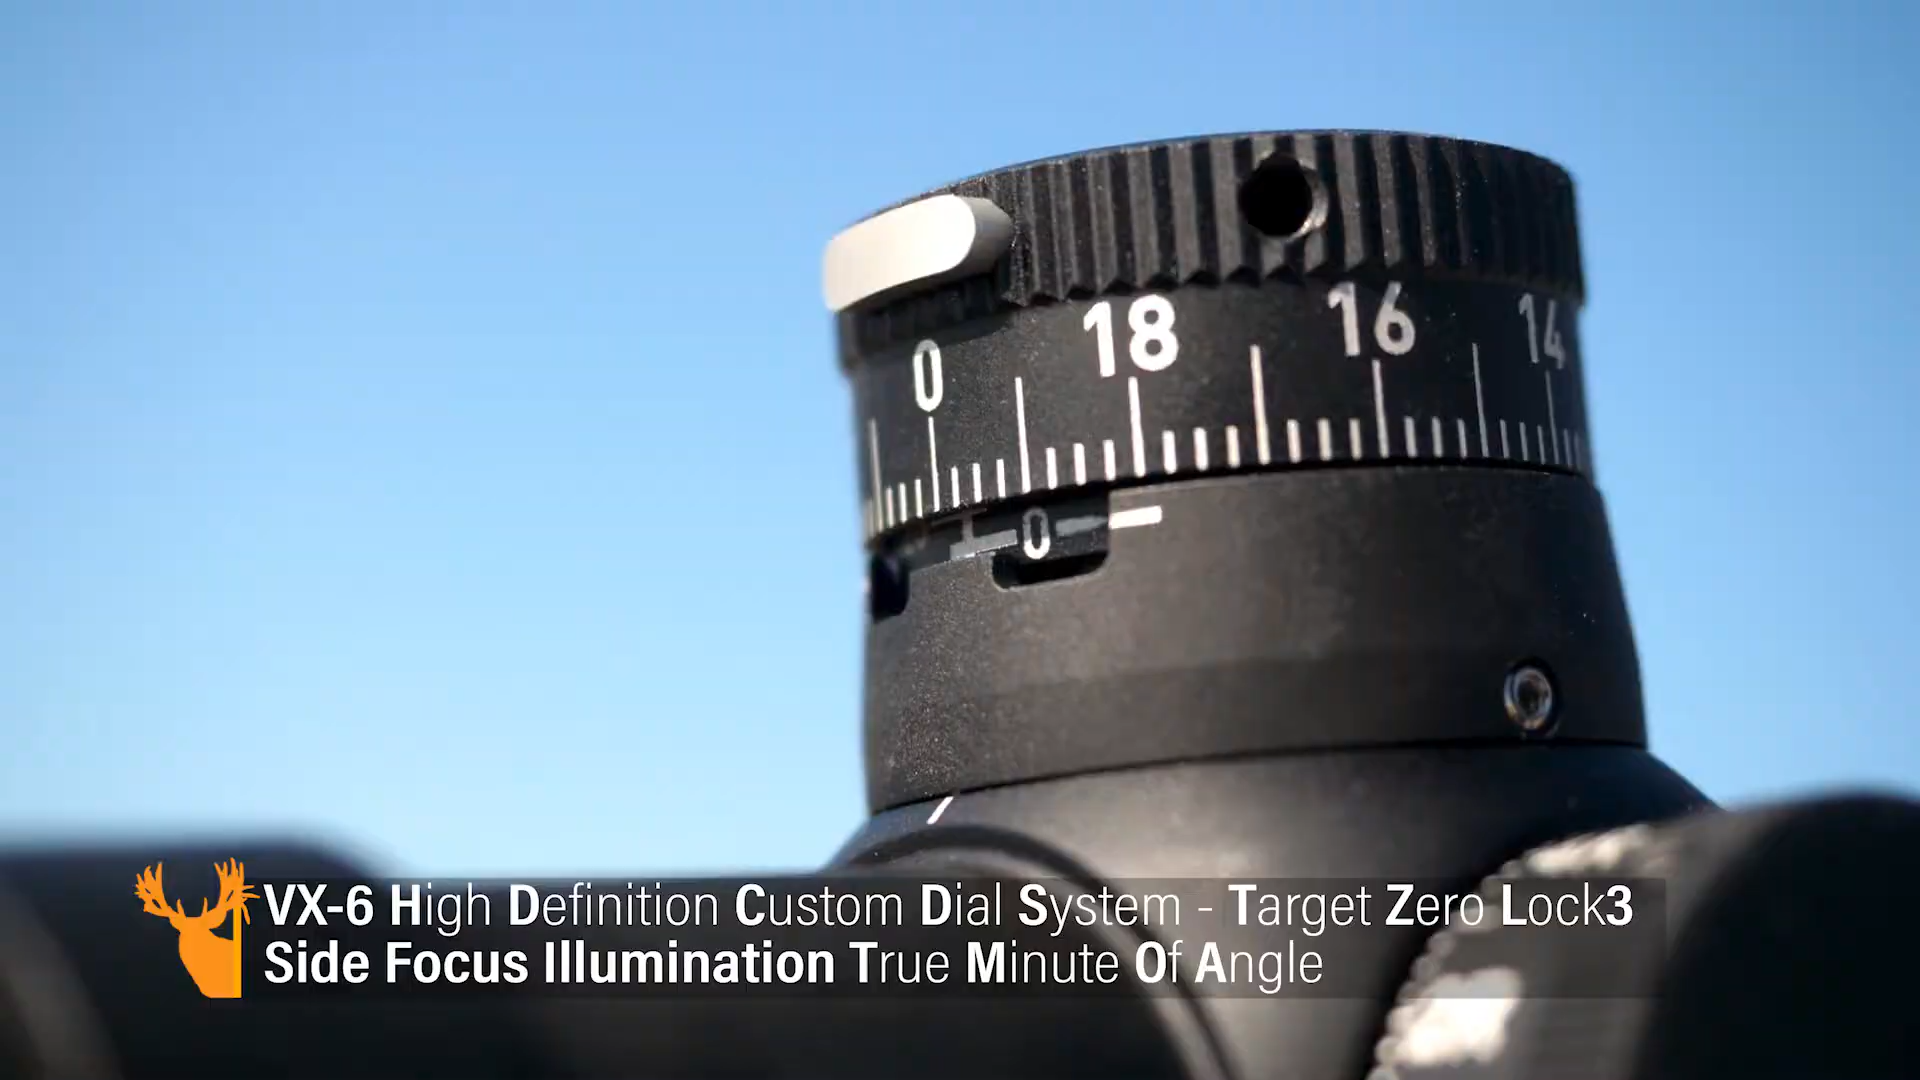 0 18 16 14
0
VX-6 High Definition Custom Dial System - Target Zero Lock3
Side Focus Illumination True Minute Of Angle